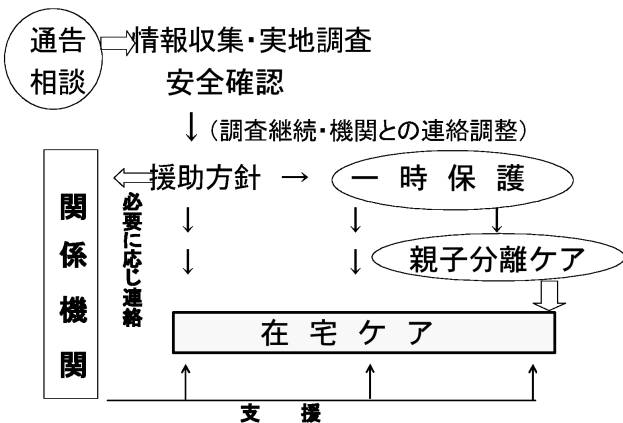 通告
相談
情報収集・実地調査
安全確認
（調査継続・機関との連絡調整）
援助方針
一時保護
関係機関
必要に応じ連絡
親子分離ケア
在宅ケア
支援